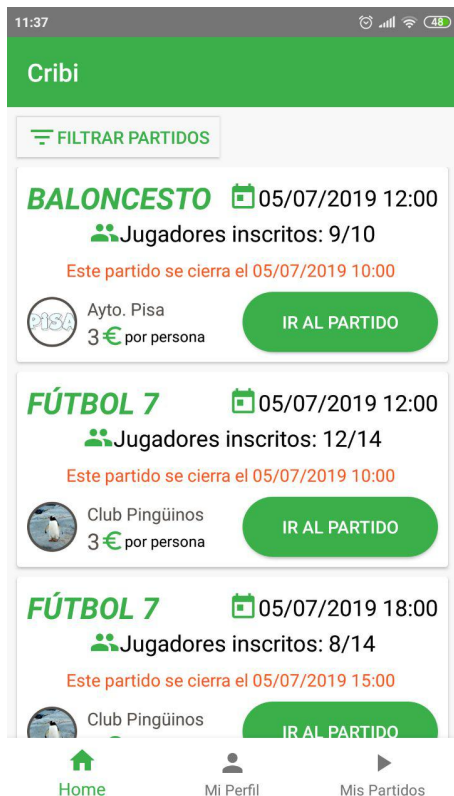 11:37 48
Cribi
FILTRAR PARTIDOS
BALONCESTO 05/07/2019 12:00
Jugadores inscritos: 9/10
Este partido se cierra el 05/07/2019 10:00
PISA Ayto. Pisa
3 € por persona
IR AL PARTIDO
FÚTBOL 7 05/07/2019 12:00
Jugadores inscritos: 12/14
Este partido se cierra el 05/07/2019 10:00
Club Pingüinos
3 € por persona
IR AL PARTIDO
FÚTBOL 7 05/07/2019 18:00
Jugadores inscritos: 8/14
Este partido se cierra el 05/07/2019 15:00
Club Pingüinos
IR AL PARTIDO
Home Mi Perfil Mis Partidos